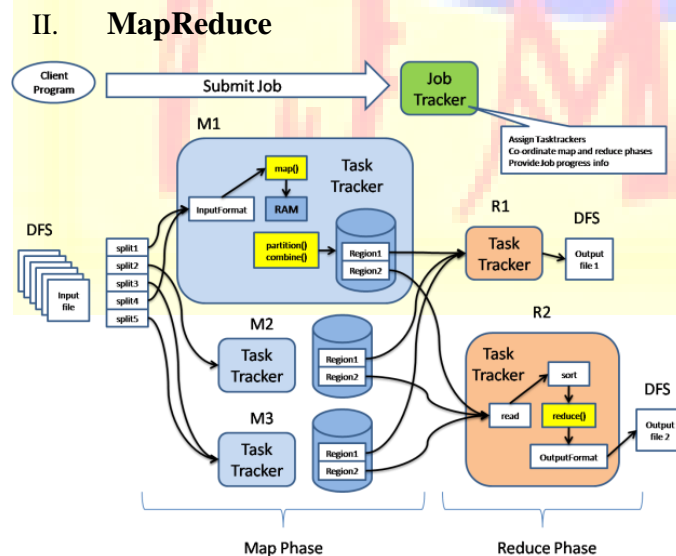 II. MapReduce
Client
Program
Submit Job
Job
Tracker
Assign Tasktrackers
Co-ordinate map and reduce phases
Provide Job progress info
M1
map()
Task
Tracker
InputFormat
RAM
partition()
combine()
Region1
Region2
DFS
Input
file
split1
split2
split3
split4
split5
R1
Task
Tracker
DFS
Output
file 1
M2
Task
Tracker
Region1
Region2
M3
Task
Tracker
Region1
Region2
R2
Task
Tracker
sort
read
reduce()
OutputFormat
DFS
Output
file 2
Map Phase
Reduce Phase